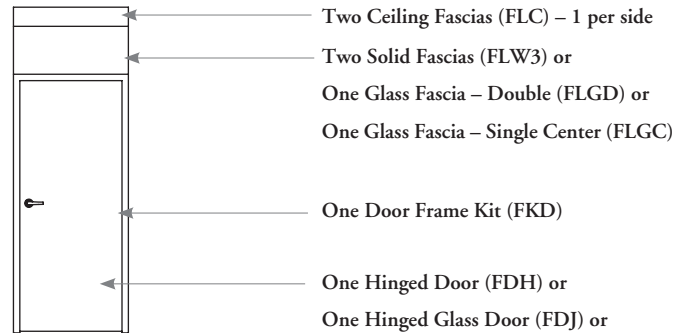 Two Ceiling Fascias (FLC) – 1 per side
Two Solid Fascias (FLW3) or
One Glass Fascia – Double (FLGD) or
One Glass Fascia – Single Center (FLGC)
One Door Frame Kit (FKD)
One Hinged Door (FDH) or
One Hinged Glass Door (FDJ) or